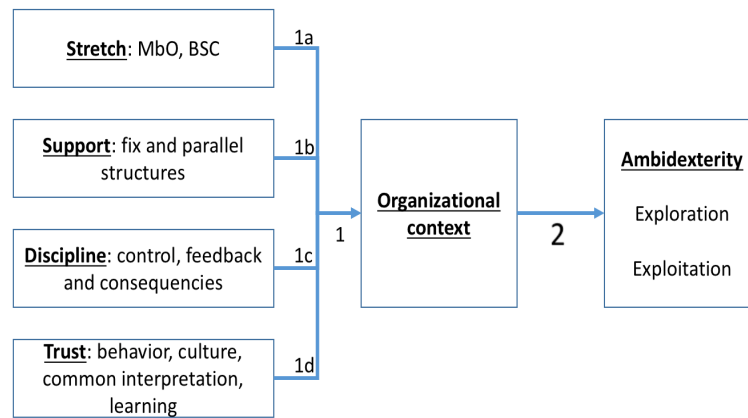 Stretch: MbO, BSC
1a
Support: fix and parallel
structures
1b
Discipline: control, feedback
and consequencies
1c
Trust: behavior, culture,
common interpretation,
learning
1d
1
Organizational
context
2
Ambidexterity
Exploration
Exploitation